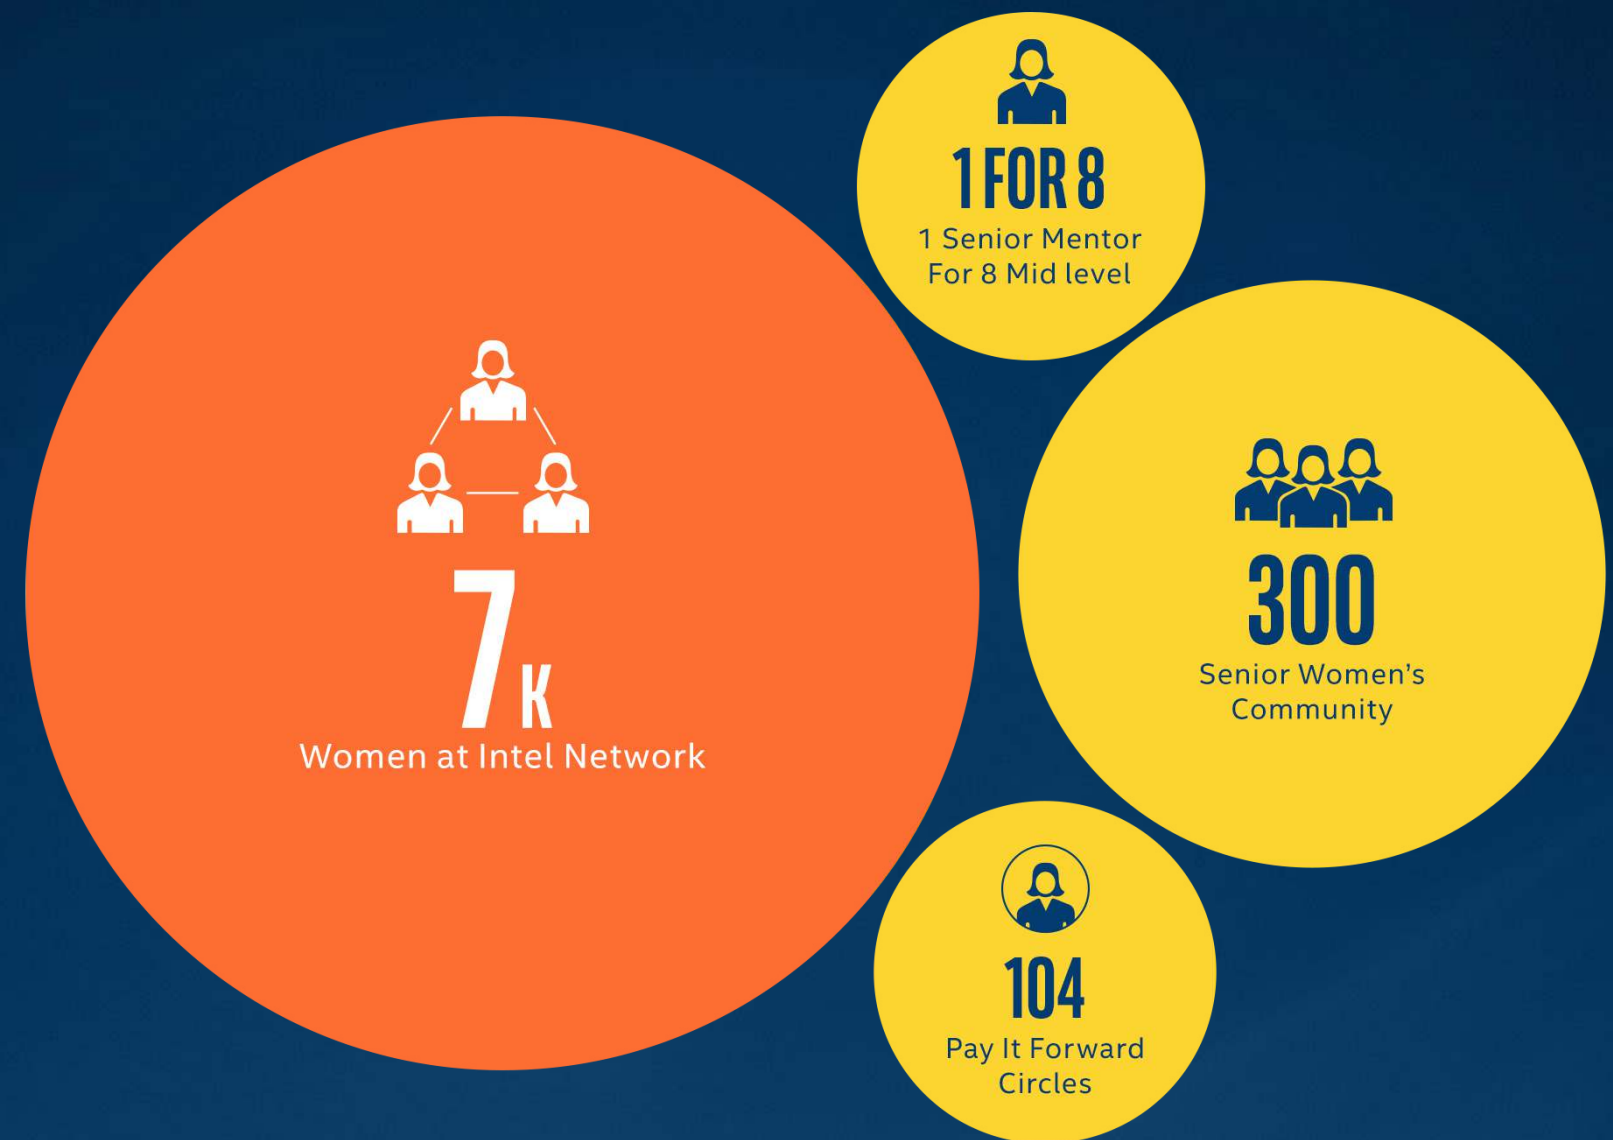 7K
Women at Intel Network
1 FOR 8
1 Senior Mentor
For 8 Mid level
300
Senior Women's
Community
104
Pay It Forward
Circles